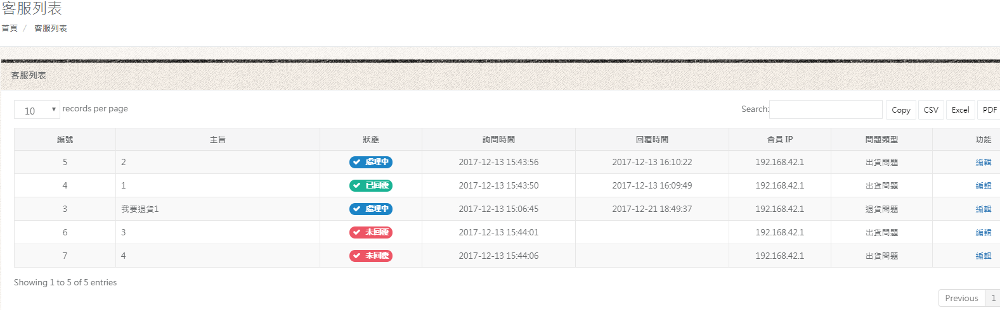 客服列表
首頁 / 客服列表
客服列表
10 records per page Search: Copy CSV Excel PDF
編號 主旨 狀態 詢問時間 回覆時間 會員 IP 問題類型 功能
5 2 處理中 2017-12-13 15:43:56 2017-12-13 16:10:22 192.168.42.1 出貨問題 編輯
4 1 已回覆 2017-12-13 15:43:50 2017-12-13 16:09:49 192.168.42.1 出貨問題 編輯
3 我要退貨1 處理中 2017-12-13 15:06:45 2017-12-21 18:49:37 192.168.42.1 退貨問題 編輯
6 3 未回覆 2017-12-13 15:44:01 192.168.42.1 出貨問題 編輯
7 4 未回覆 2017-12-13 15:44:06 192.168.42.1 出貨問題 編輯
Showing 1 to 5 of 5 entries
Previous 1